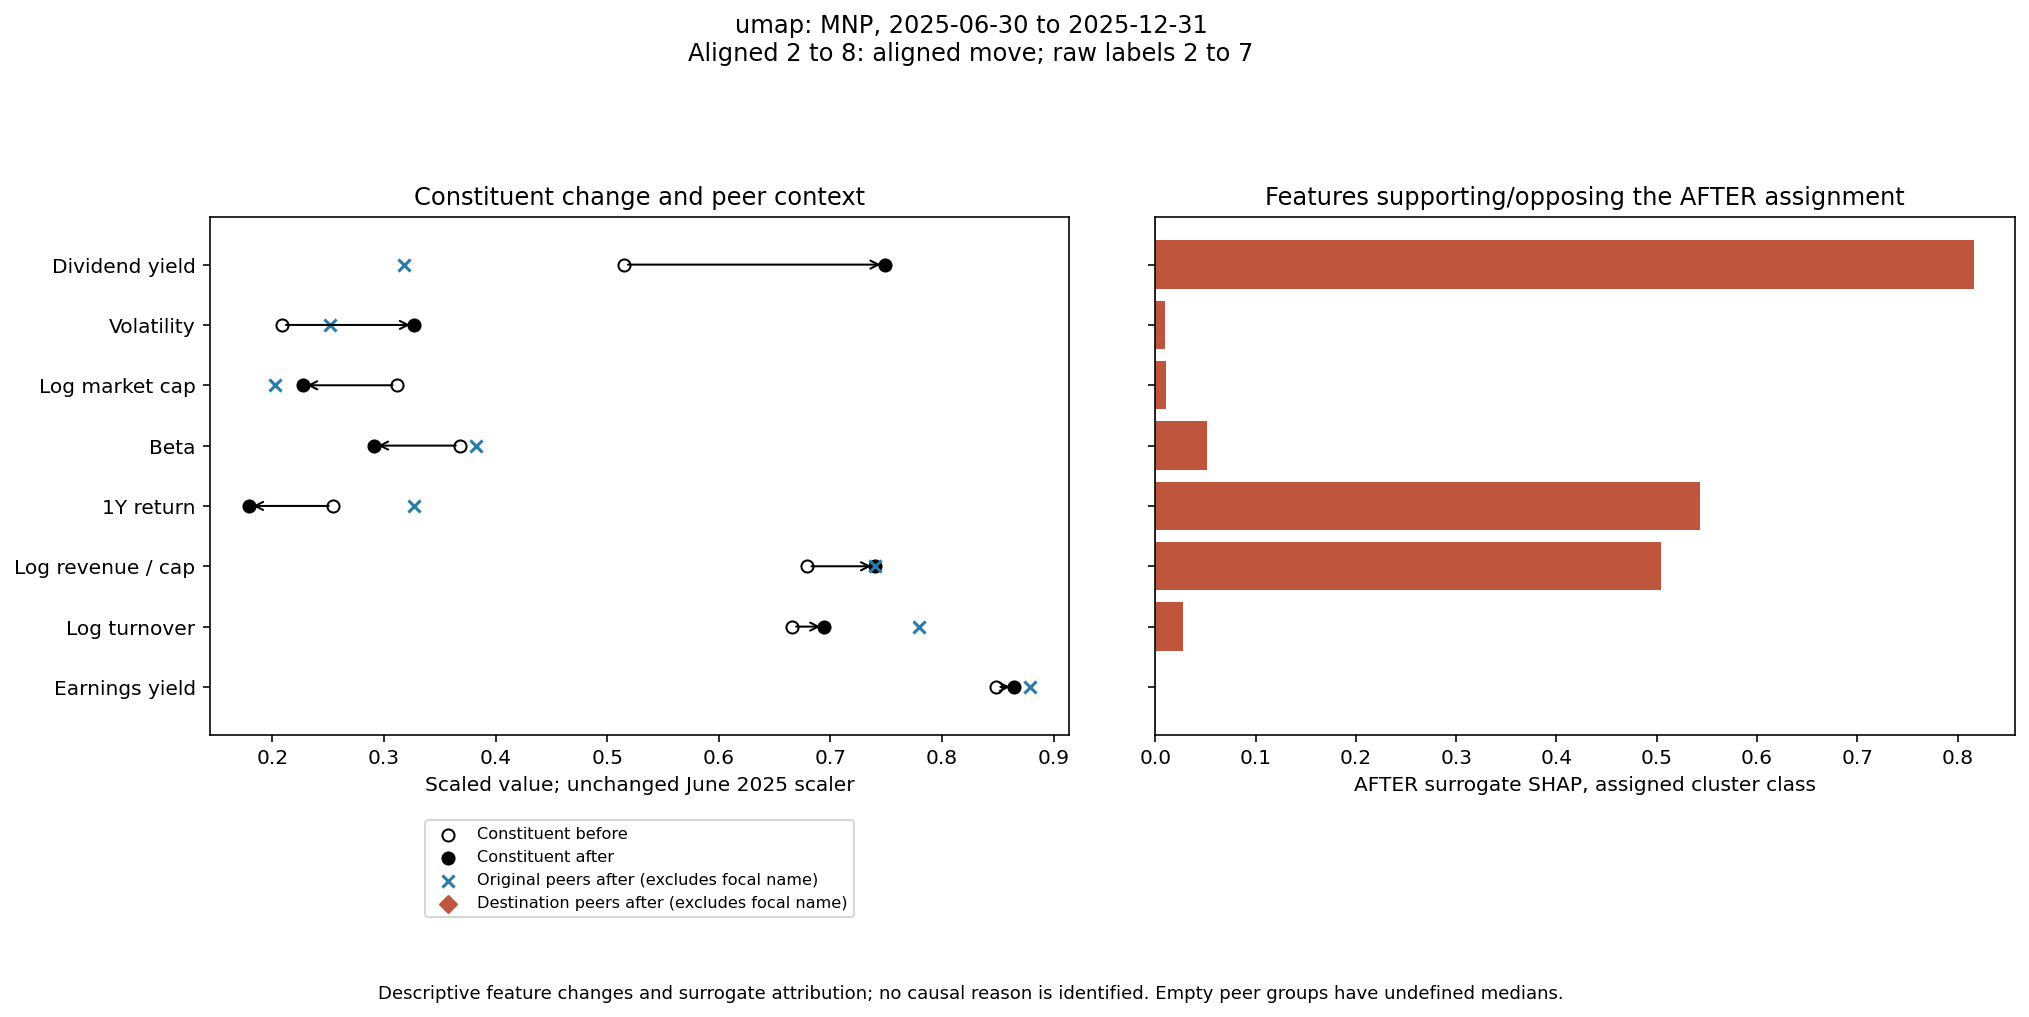 umap: MNP, 2025-06-30 to 2025-12-31
Aligned 2 to 8: aligned move; raw labels 2 to 7
Constituent change and peer context
Dividend yield
Volatility
Log market cap
Beta
1Y return
Log revenue / cap
Log turnover
Earnings yield
0.2 0.3 0.4 0.5 0.6 0.7 0.8 0.9
Scaled value; unchanged June 2025 scaler
Constituent before
Constituent after
Original peers after (excludes focal name)
Destination peers after (excludes focal name)
Features supporting/opposing the AFTER assignment
0.0 0.1 0.2 0.3 0.4 0.5 0.6 0.7 0.8
AFTER surrogate SHAP, assigned cluster class
Descriptive feature changes and surrogate attribution; no causal reason is identified. Empty peer groups have undefined medians.